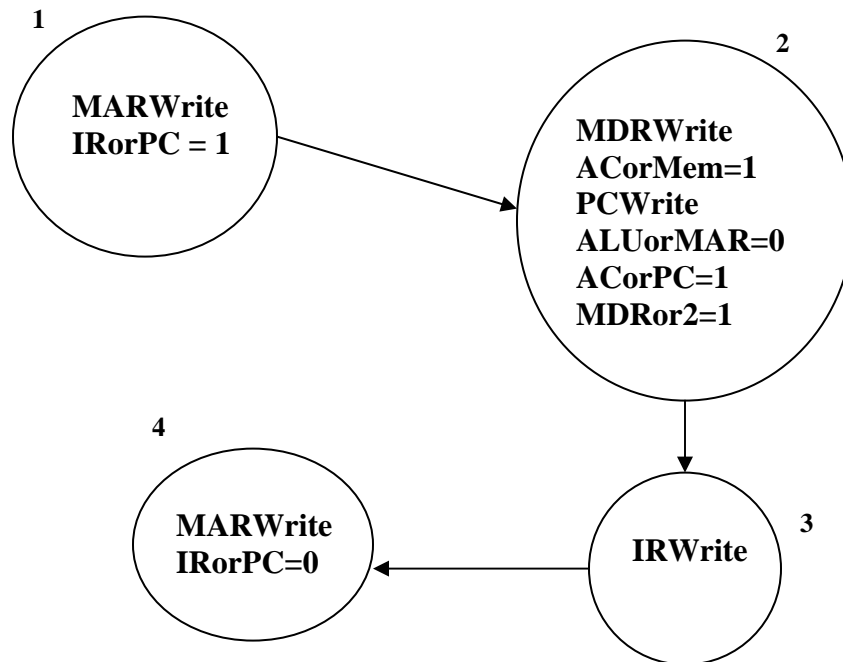 1
MARWrite
IRorPC = 1
2
MDRWrite
ACorMem=1
PCWrite
ALUorMAR=0
ACorPC=1
MDRor2=1
3
IRWrite
4
MARWrite
IRorPC=0